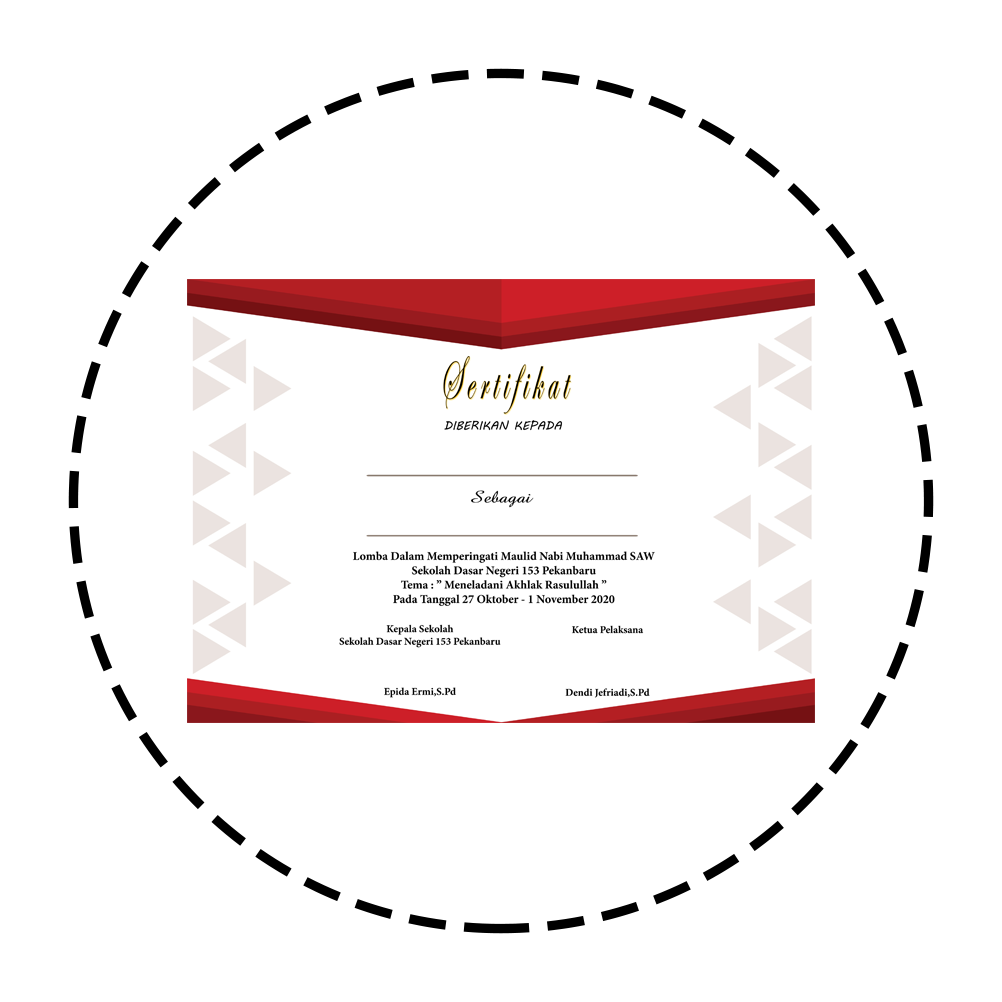 Sertifikat
DIBERIKAN KEPADA
Sebagai
Lomba Dalam Memperingati Maulid Nabi Muhammad SAW
Sekolah Dasar Negeri 153 Pekanbaru
Tema : ” Meneladani Akhlak Rasulullah ”
Pada Tanggal 27 Oktober - 1 November 2020
Kepala Sekolah
Sekolah Dasar Negeri 153 Pekanbaru
Ketua Pelaksana
Epida Ermi,S.Pd
Dendi Jefriadi,S.Pd